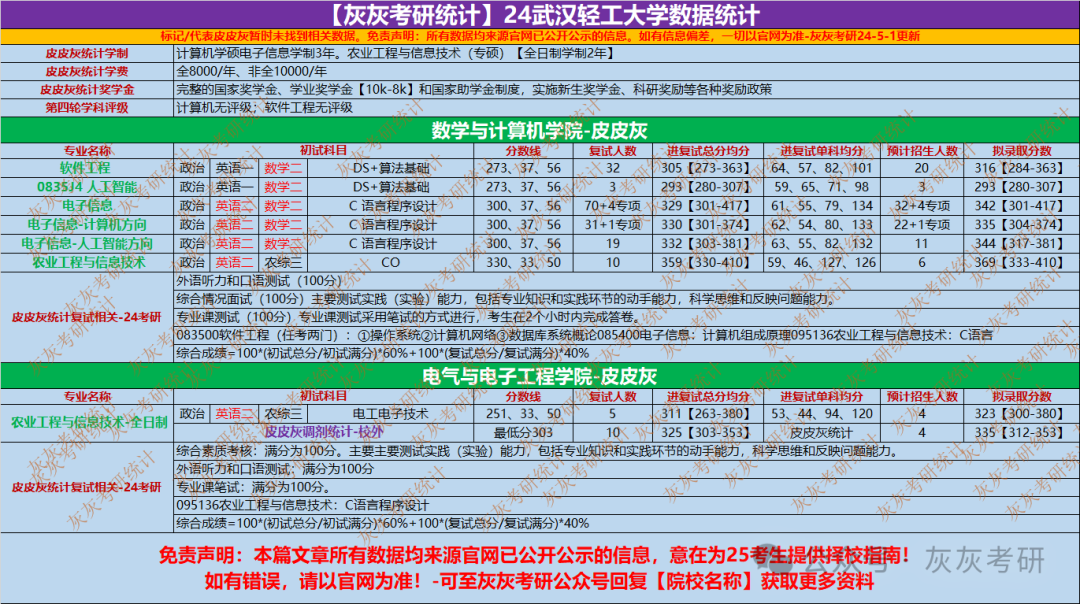 【灰灰考研统计】24武汉轻工大学数据统计
标记/代表皮皮灰暂时未找到相关数据。免责声明：所有数据均来源官网已公开公示的信息。如有信息偏差，一切以官网为准-灰灰考研24-5-1更新
皮皮灰统计学制 计算机学硕电子信息学制3年。农业工程与信息技术（专硕）【全日制学制2年】
皮皮灰统计学费 全8000/年、非全10000/年
皮皮灰统计奖学金 完整的国家奖学金、学业奖学金【10k-8k】和国家助学金制度，实施新生奖学金、科研奖励等各种奖励政策
第四轮学科评级 计算机无评级；软件工程无评级
数学与计算机学院-皮皮灰
专业名称 初试科目 分数线 复试人数 进复试总分均分 进复试单科均分 预计招生人数 拟录取分数
软件工程 政治 英语一 数学二 DS+算法基础 273、37、56 32 305【273-363】 64、57、82、101 20 316【284-363】
0835J4 人工智能 政治 英语一 数学二 DS+算法基础 273、37、56 3 293【280-307】 59、65、71、98 3 293【280-307】
电子信息 政治 英语二 数学二 C 语言程序设计 300、37、56 70+4专项 329【301-417】 61、55、79、134 32+4专项 342【301-417】
电子信息-计算机方向 政治 英语二 数学二 C 语言程序设计 300、37、56 31+1专项 330【301-374】 62、54、80、133 22+1专项 335【304-374】
电子信息-人工智能方向 政治 英语二 数学二 C 语言程序设计 300、37、56 19 332【303-381】 63、55、82、132 11 344【317-381】
农业工程与信息技术 政治 英语二 农综三 CO 330、33、50 10 359【330-410】 59、46、127、126 6 369【333-410】
皮皮灰统计复试相关-24考研
外语听力和口语测试（100分）
综合情况面试（100分）主要测试实践（实验）能力，包括专业知识和实践环节的动手能力，科学思维和反映问题能力。
专业课测试（100分）专业课测试采用笔试的方式进行，考生在2个小时内完成答卷。
083500软件工程（任考两门）：①操作系统②计算机网络③数据库系统概论085400电子信息：计算机组成原理095136农业工程与信息技术：C语言
综合成绩=100*(初试总分/初试满分)*60%+100*(复试总分/复试满分)*40%
电气与电子工程学院-皮皮灰
专业名称 初试科目 分数线 复试人数 进复试总分均分 进复试单科均分 预计招生人数 拟录取分数
农业工程与信息技术-全日制 政治 英语二 农综三 电工电子技术 251、33、50 5 311【263-380】 53、44、94、120 4 323【300-380】
皮皮灰调剂统计-校外 最低分303 10 325【303-353】 皮皮灰统计 4 335【312-353】
皮皮灰统计复试相关-24考研
综合素质考核：满分为100分。主要主要测试实践（实验）能力，包括专业知识和实践环节的动手能力，科学思维和反映问题能力。
外语听力和口语测试：满分为100分
专业课笔试：满分为100分。
095136农业工程与信息技术：C语言程序设计
综合成绩=100*(初试总分/初试满分)*60%+100*(复试总分/复试满分)*40%
免责声明：本篇文章所有数据均来源官网已公开公示的信息，意在为25考生提供择校指南！
如有错误，请以官网为准！-可至灰灰考研公众号回复【院校名称】获取更多资料
公众号 灰灰考研
灰灰考研统计